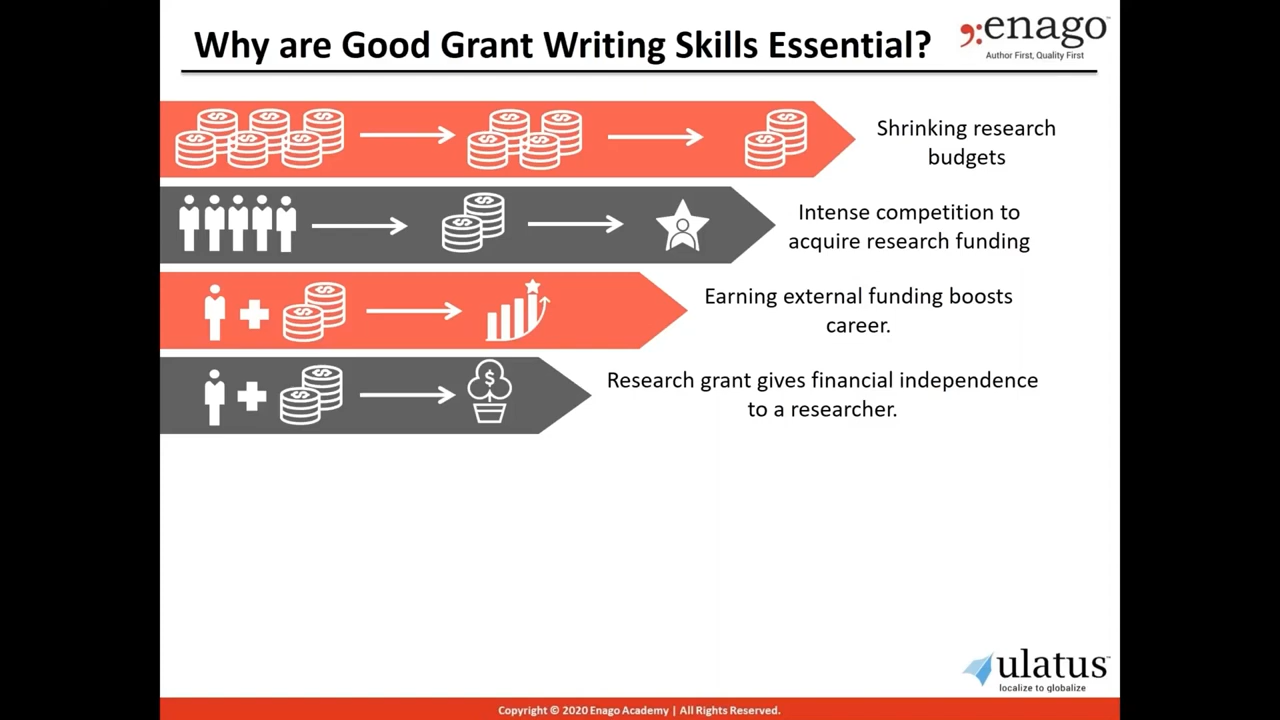 Why are Good Grant Writing Skills Essential?
enago™
Author First, Quality First
Shrinking research
budgets
Intense competition to
acquire research funding
Earning external funding boosts
career.
Research grant gives financial independence
to a researcher.
ulatus™
localize to globalize
Copyright © 2020 Enago Academy | All Rights Reserved.